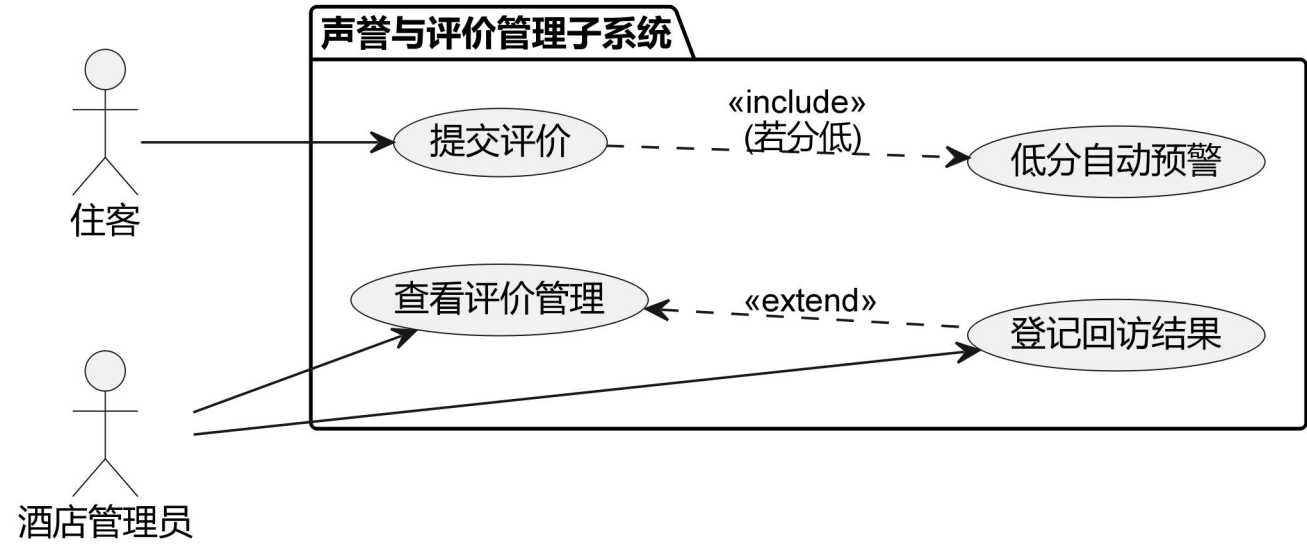 声誉与评价管理子系统
«include»
(若分低)
提交评价
低分自动预警
住客
查看评价管理
«extend»
登记回访结果
酒店管理员